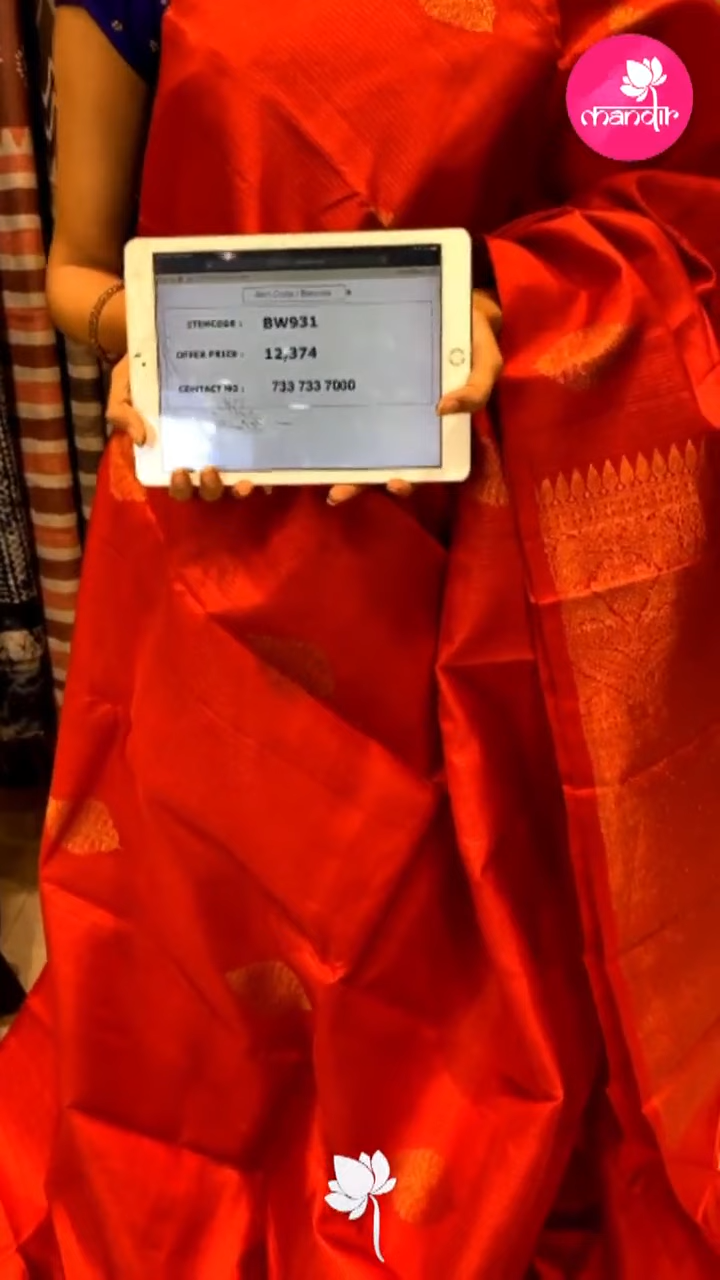 mandir
ITEMCODE : BW931
OFFER PRICE : 12,374
CONTACT NO : 733 733 7000